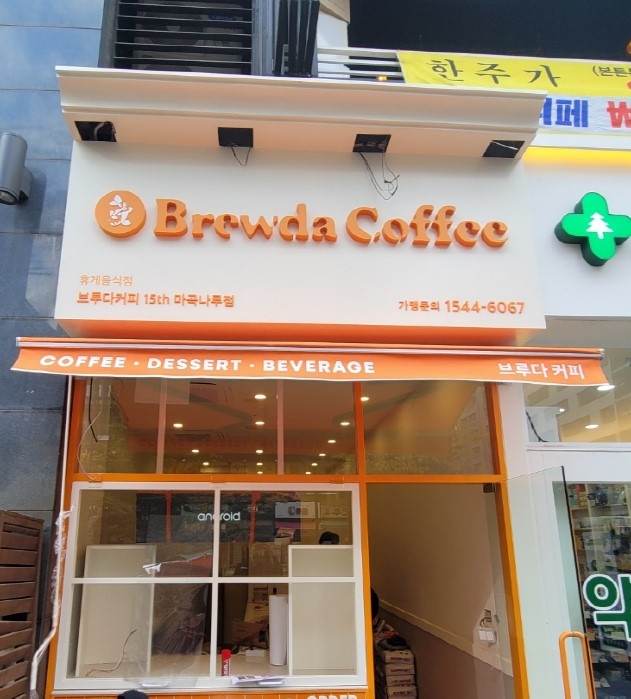 한주가
Brewda Coffee
휴게음식점
브루다커피 15th 마곡나루점
가맹문의 1544-6067
COFFEE · DESSERT · BEVERAGE
브루다 커피
android
ORDER